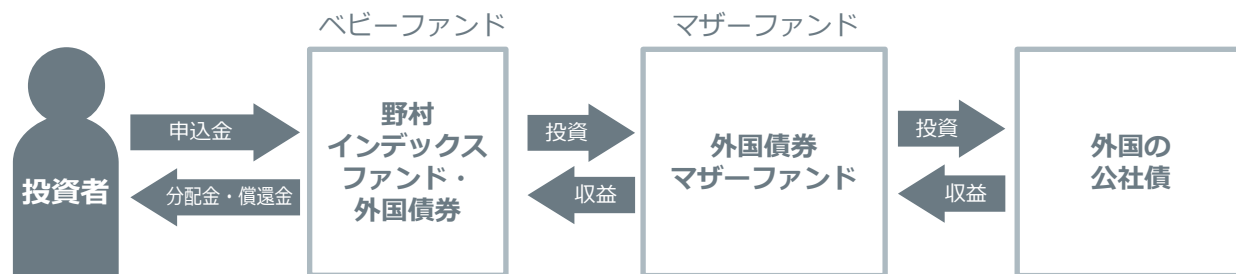 ベビーファンド
マザーファンド
投資者
申込金
分配金・償還金
野村
インデックス
ファンド・
外国債券
投資
収益
外国債券
マザーファンド
投資
収益
外国の
公社債